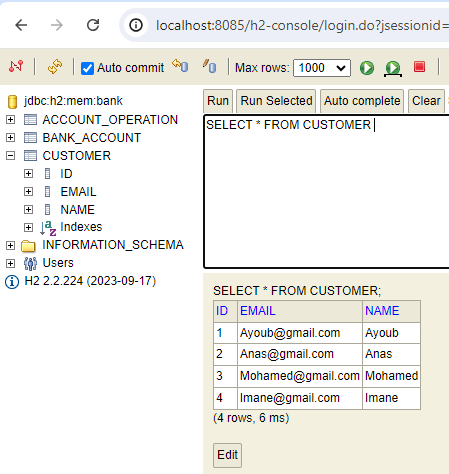 localhost:8085/h2-console/login.do?jsessionid=
Auto commit Max rows: 1000
jdbc:h2:mem:bank
ACCOUNT_OPERATION
BANK_ACCOUNT
CUSTOMER
ID
EMAIL
NAME
Indexes
INFORMATION_SCHEMA
Users
H2 2.2.224 (2023-09-17)
Run Run Selected Auto complete Clear
SELECT * FROM CUSTOMER
SELECT * FROM CUSTOMER;
ID EMAIL NAME
1 Ayoub@gmail.com Ayoub
2 Anas@gmail.com Anas
3 Mohamed@gmail.com Mohamed
4 Imane@gmail.com Imane
(4 rows, 6 ms)
Edit